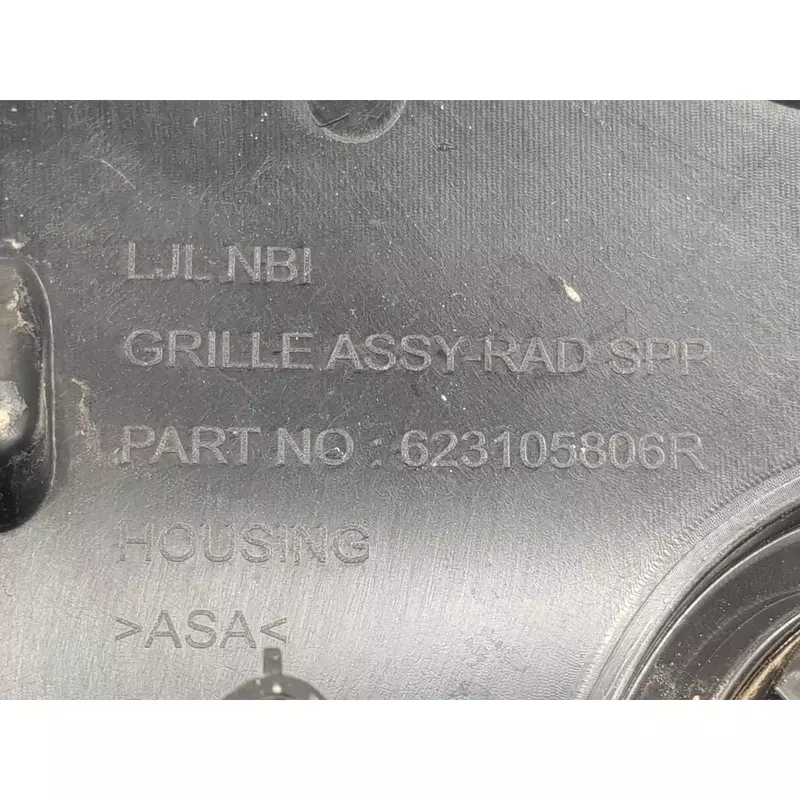 LJL NBI
GRILLE ASSY-RAD SPP
PART NO : 623105806R
HOUSING
>ASA<